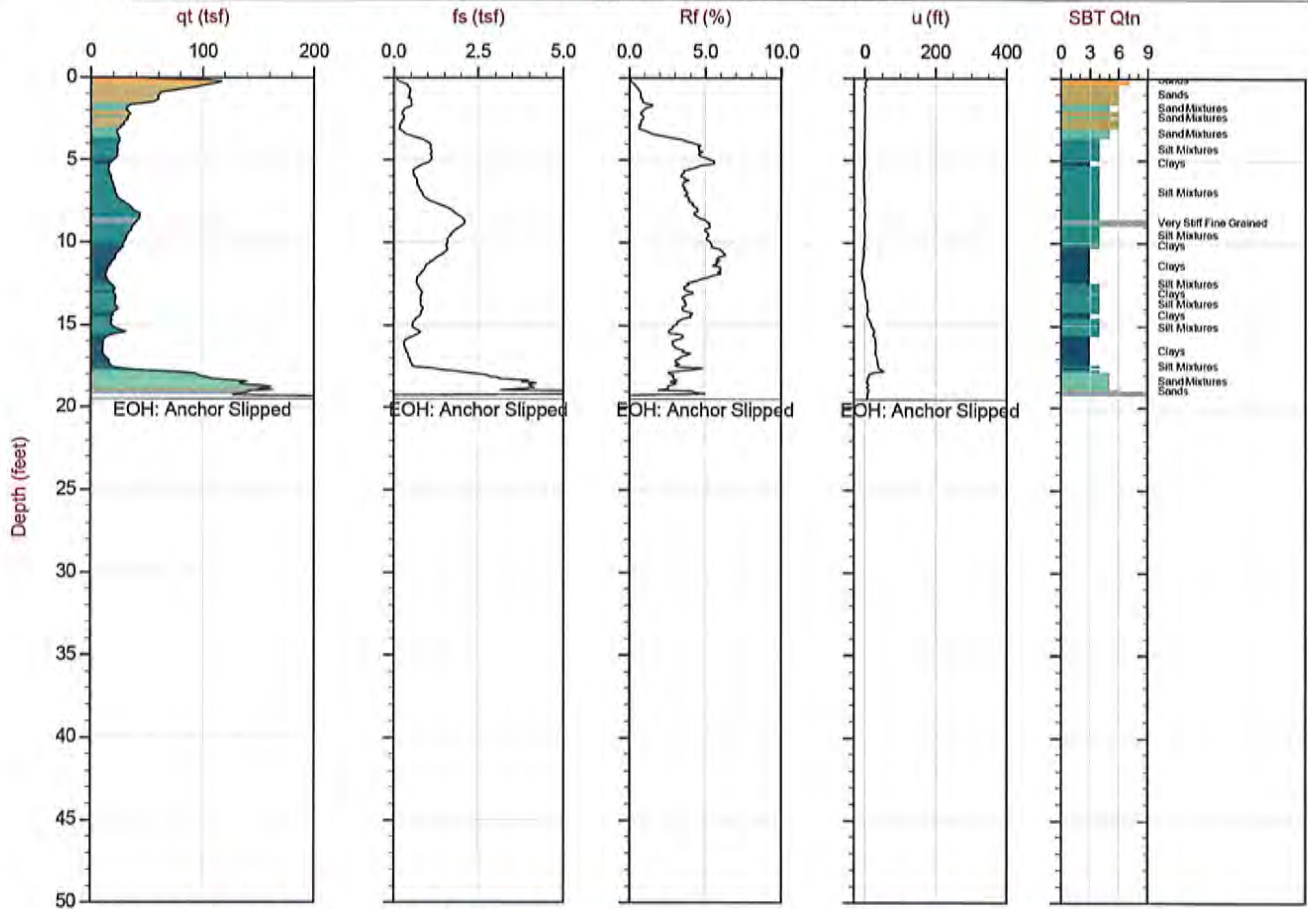 qt (tsf)
fs (tsf)
Rf (%)
u (ft)
SBT Qtn
0 100 200
0.0 2.5 5.0
0.0 5.0 10.0
0 200 400
0 3 6 9
0
5
10
15
20
25
30
35
40
45
50
Depth (feet)
Sands
Sands
Sand Mixtures
Sand Mixtures
Sand Mixtures
Silt Mixtures
Clays
Silt Mixtures
Very Stiff Fine Grained
Silt Mixtures
Clays
Clays
Silt Mixtures
Clays
Silt Mixtures
Clays
Silt Mixtures
Clays
Silt Mixtures
Sand Mixtures
Sands
EOH: Anchor Slipped
EOH: Anchor Slipped
EOH: Anchor Slipped
EOH: Anchor Slipped